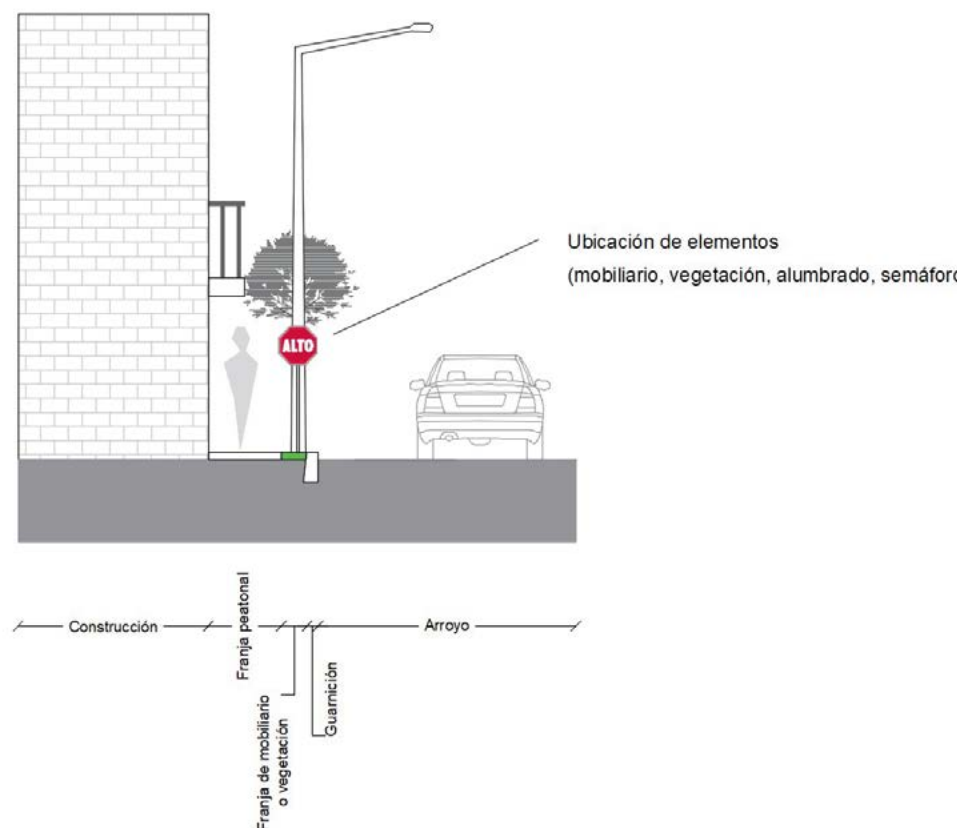 Ubicación de elementos
(mobiliario, vegetación, alumbrado, semáforo
ALTO
Construcción
Franja peatonal
Franja de mobiliario
o vegetación
Guarnición
Arroyo